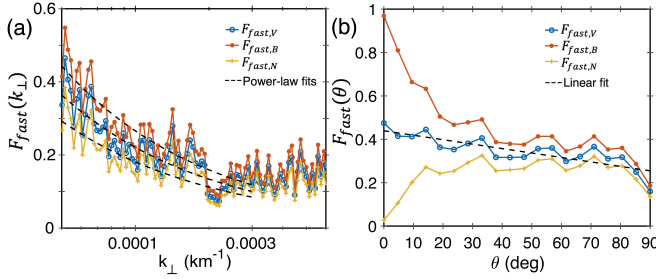 (a)
F_{fast,V}
F_{fast,B}
F_{fast,N}
Power-law fits
F_{fast}(k_⊥)
0.6
0.4
0.2
0
0.0001
0.0003
k_⊥ (km^{-1})
(b)
F_{fast,V}
F_{fast,B}
F_{fast,N}
Linear fit
F_{fast}(θ)
1
0.8
0.6
0.4
0.2
0
0 10 20 30 40 50 60 70 80 90
θ (deg)